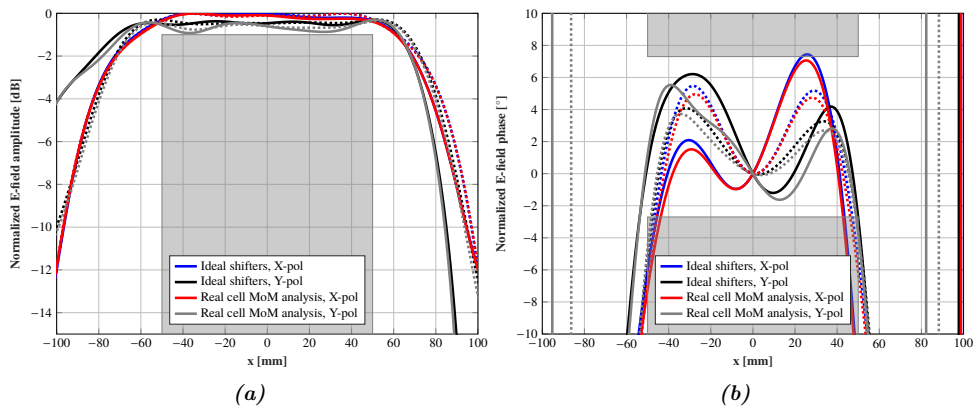 0
−2
−4
−6
−8
−10
−12
−14
Normalized E-field amplitude [dB]
Ideal shifters, X-pol
Ideal shifters, Y-pol
Real cell MoM analysis, X-pol
Real cell MoM analysis, Y-pol
−100 −80 −60 −40 −20 0 20 40 60 80 100
x [mm]
(a)
10
8
6
4
2
0
−2
−4
−6
−8
−10
Normalized E-field phase [°]
Ideal shifters, X-pol
Ideal shifters, Y-pol
Real cell MoM analysis, X-pol
Real cell MoM analysis, Y-pol
−100 −80 −60 −40 −20 0 20 40 60 80 100
x [mm]
(b)